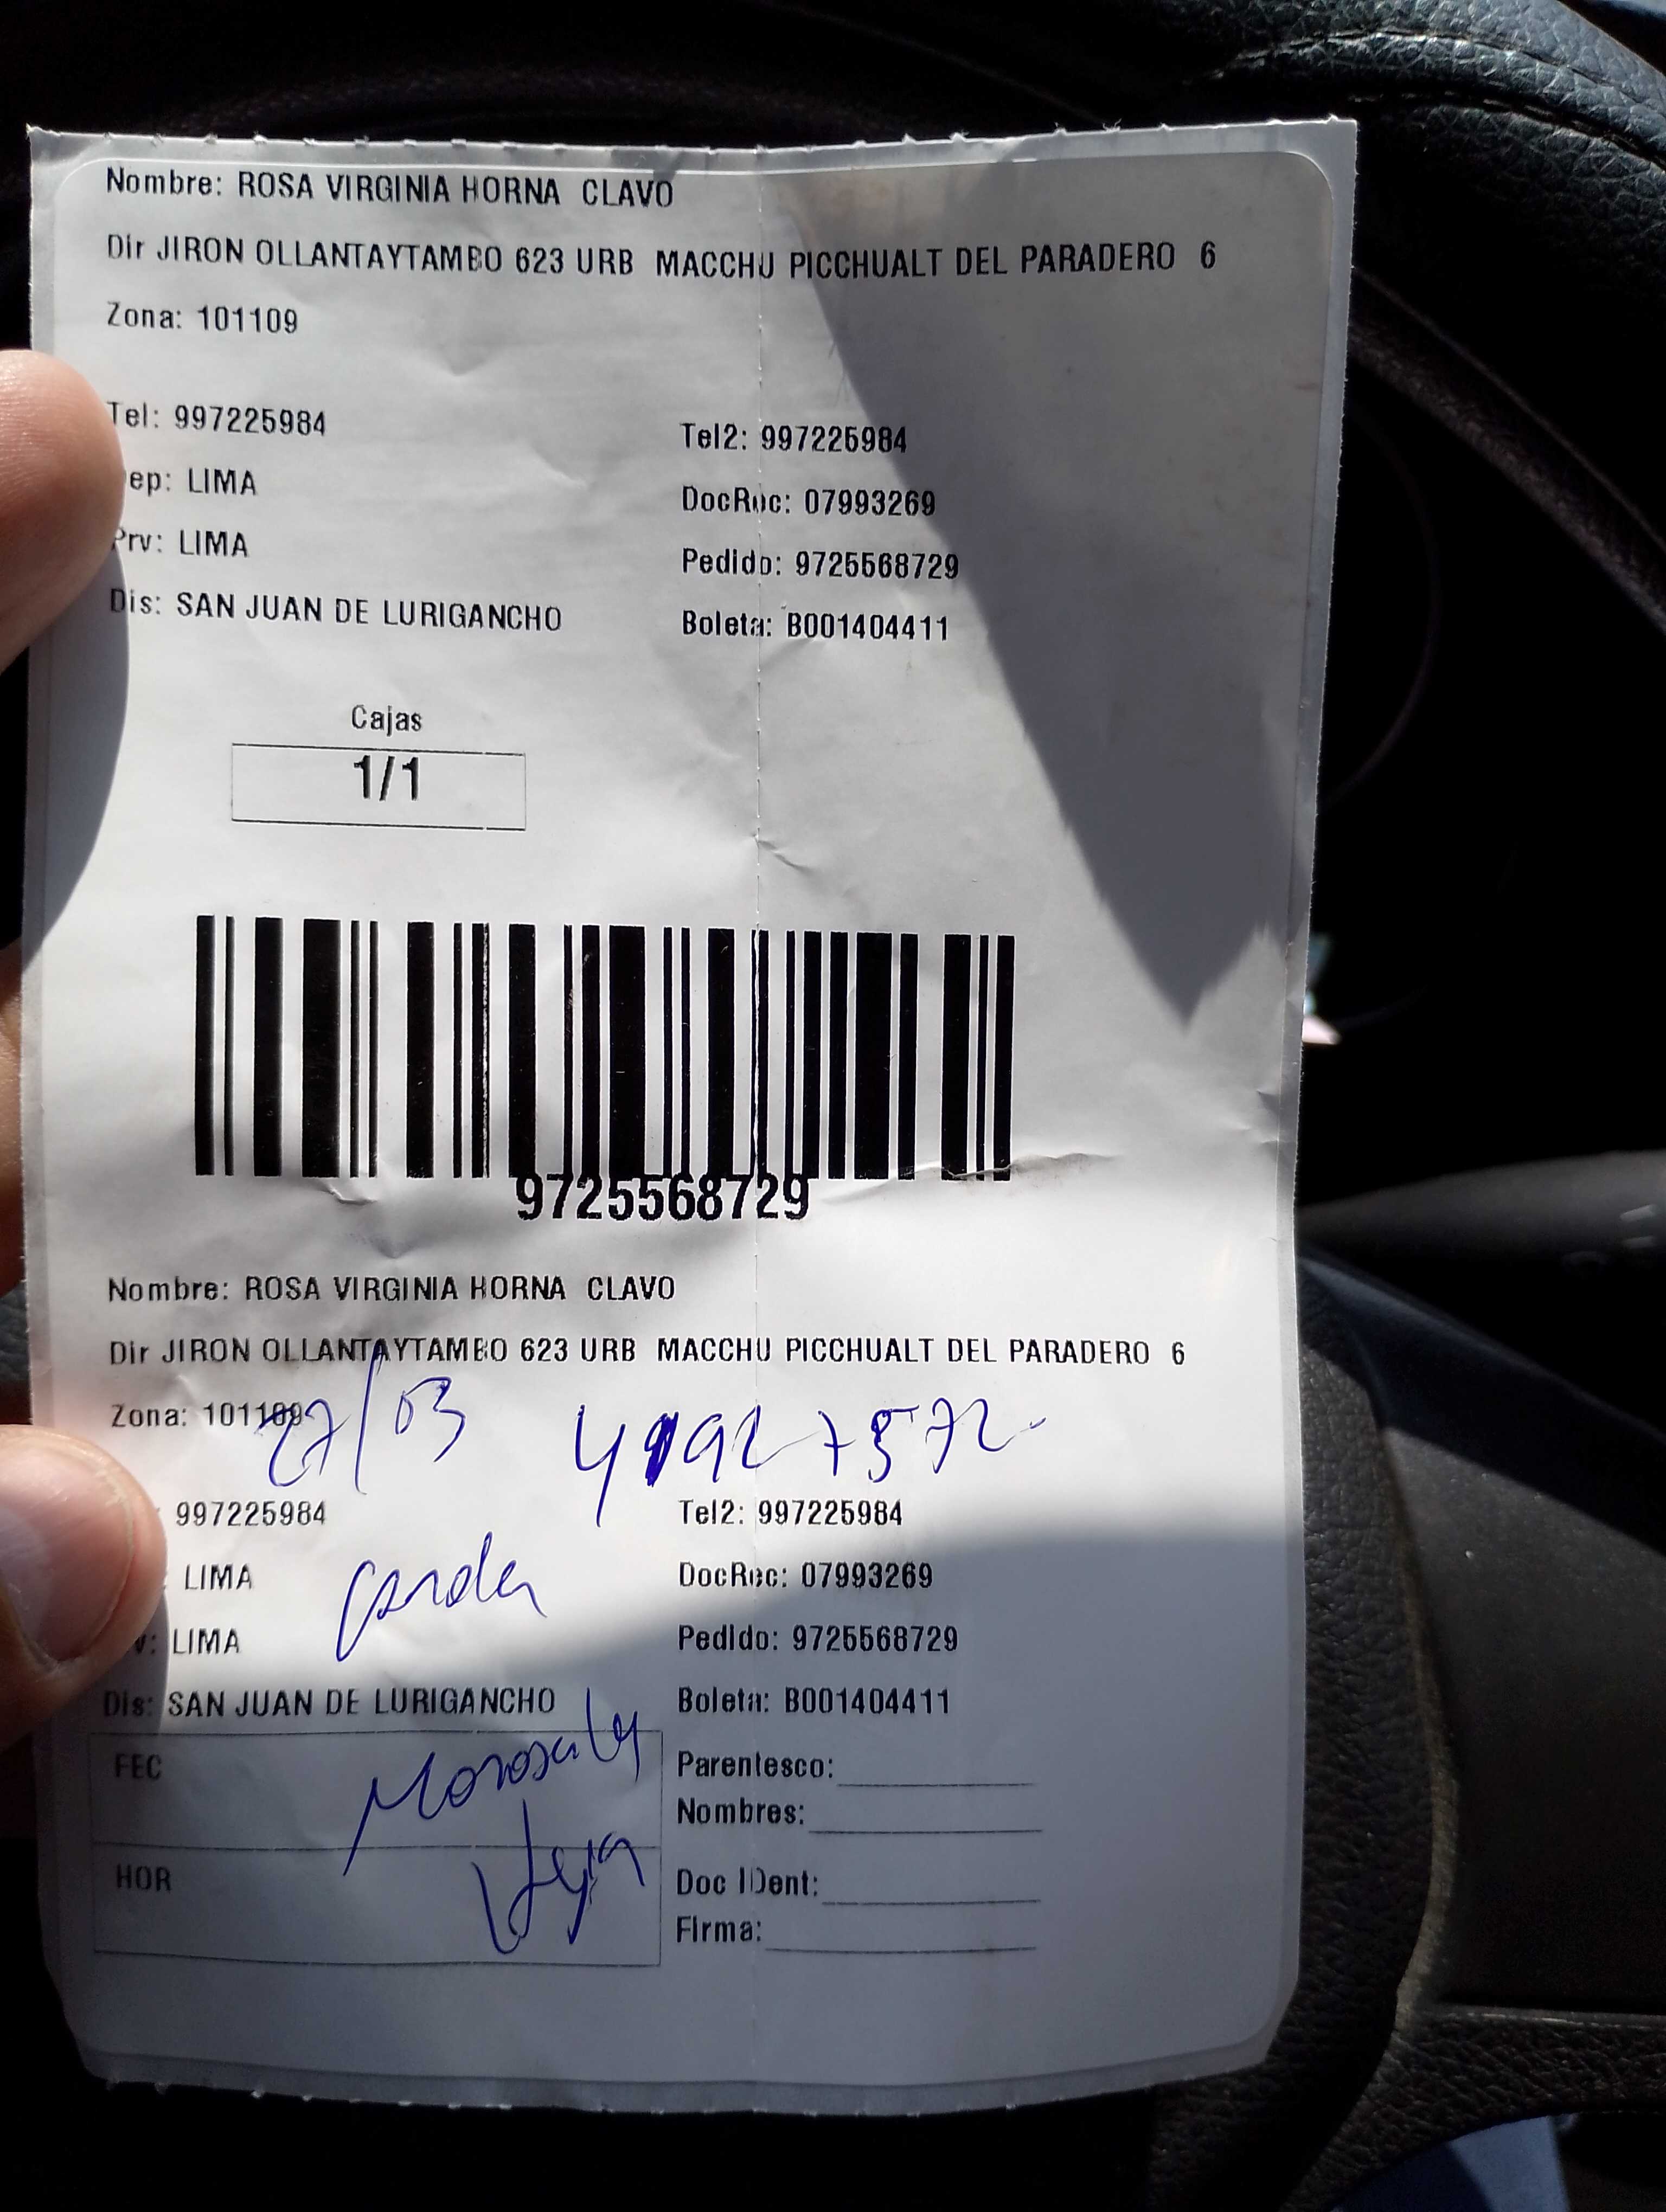 Nombre: ROSA VIRGINIA HORNA CLAVO
Dir JIRON OLLANTAYTAMBO 623 URB MACCHU PICCHUALT DEL PARADERO 6
Zona: 101109
Tel: 997225984
Tel2: 997225984
ep: LIMA
DocRec: 07993269
Prv: LIMA
Pedido: 9725568729
Dis: SAN JUAN DE LURIGANCHO
Boleta: B001404411
Cajas
1/1
9725568729
Nombre: ROSA VIRGINIA HORNA CLAVO
Dir JIRON OLLANTAYTAMBO 623 URB MACCHU PICCHUALT DEL PARADERO 6
Zona: 101109
27/03
997225984
Tel2: 997225984
: LIMA
DocRec: 07993269
v: LIMA
Pedido: 9725568729
Dis: SAN JUAN DE LURIGANCHO
Boleta: B001404411
FEC
Parentesco:
Nombres:
HOR
Doc IDent:
Firma: